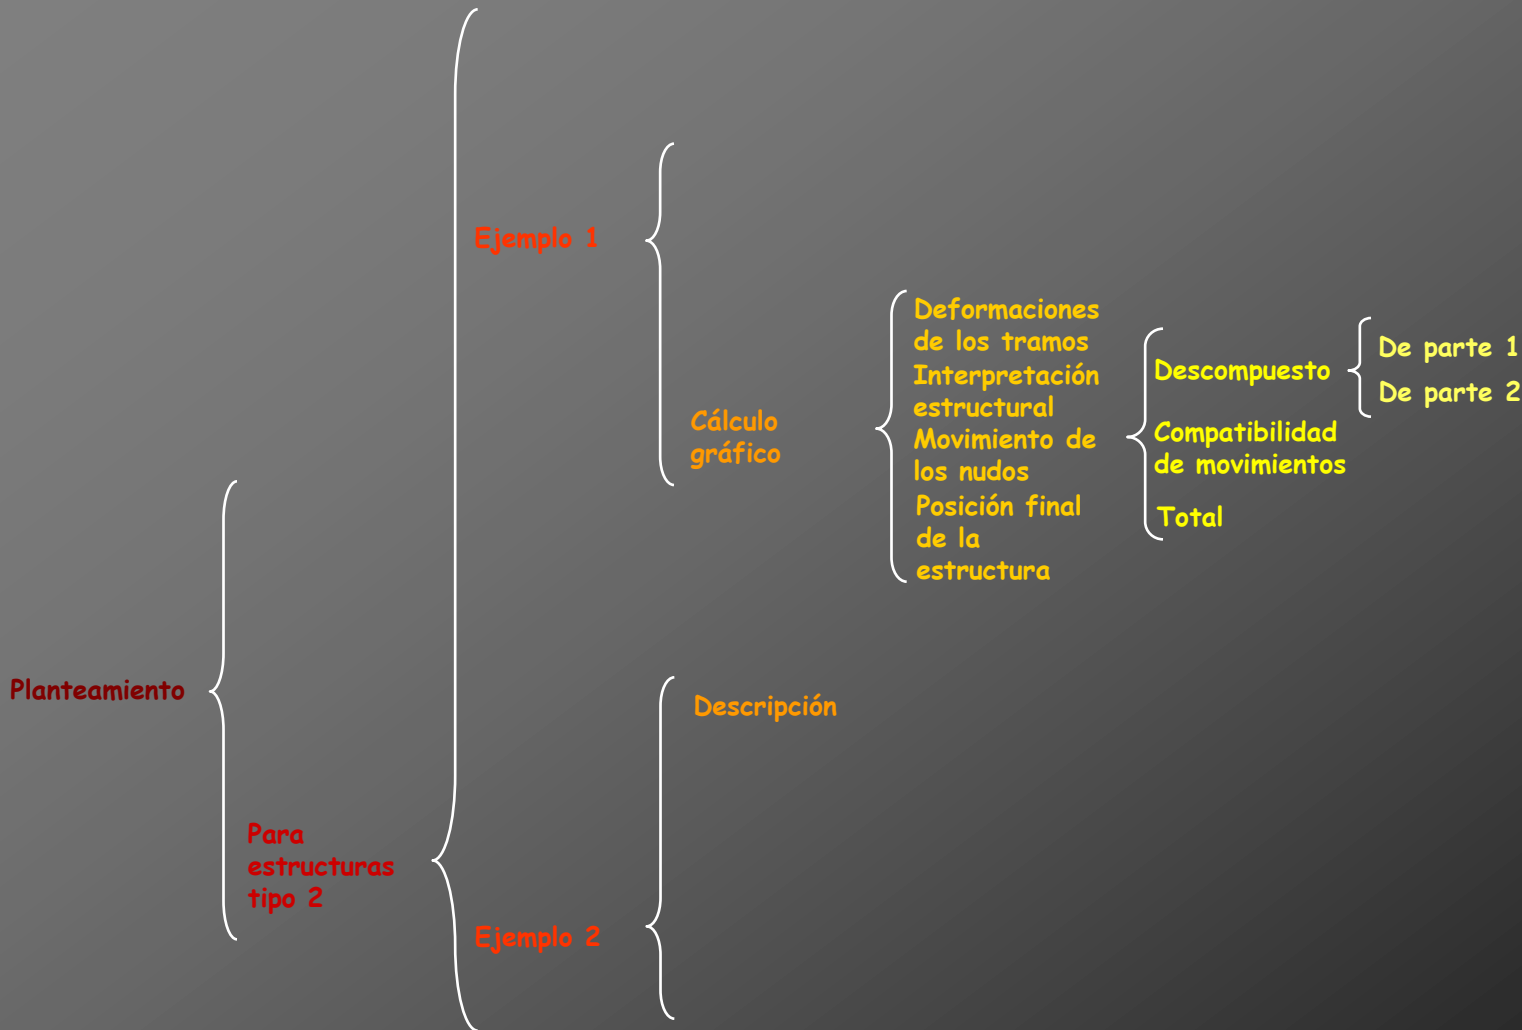 Planteamiento
Para
estructuras
tipo 2
Ejemplo 1
Cálculo
gráfico
Deformaciones
de los tramos
Interpretación
estructural
Movimiento de
los nudos
Posición final
de la
estructura
Descompuesto
De parte 1
De parte 2
Compatibilidad
de movimientos
Total
Ejemplo 2
Descripción